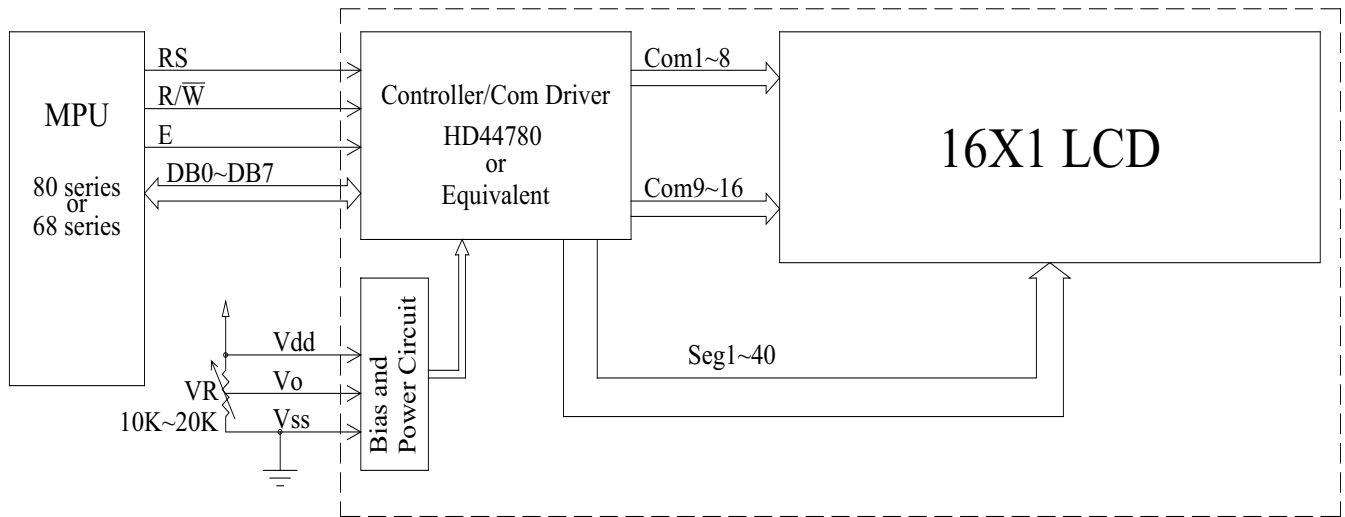 MPU
80 series
or
68 series
RS
R/W̅
E
DB0~DB7
Controller/Com Driver
HD44780
or
Equivalent
Com1~8
Com9~16
16X1 LCD
Vdd
Vo
Vss
VR
10K~20K
Bias and
Power Circuit
Seg1~40